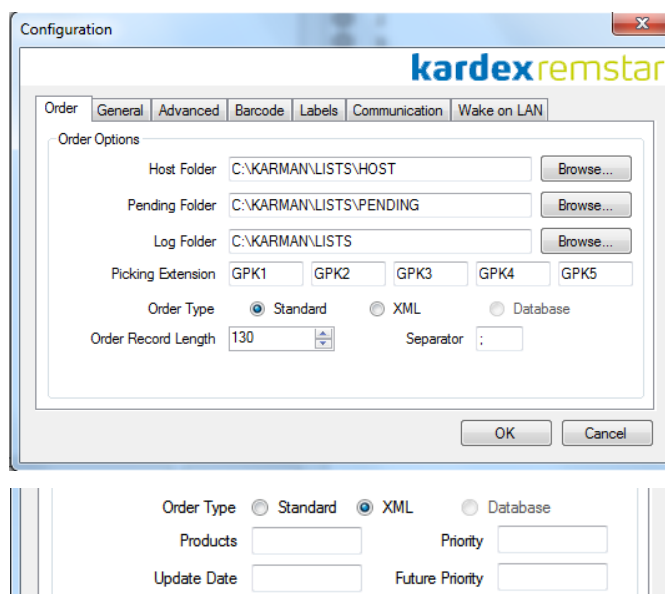 Configuration
x
kardexremstar
Order General Advanced Barcode Labels Communication Wake on LAN
Order Options
Host Folder C:\KARMAN\LISTS\HOST Browse...
Pending Folder C:\KARMAN\LISTS\PENDING Browse...
Log Folder C:\KARMAN\LISTS Browse...
Picking Extension GPK1 GPK2 GPK3 GPK4 GPK5
Order Type Standard XML Database
Order Record Length 130 Separator ;
OK Cancel
Order Type Standard XML Database
Products Priority
Update Date Future Priority